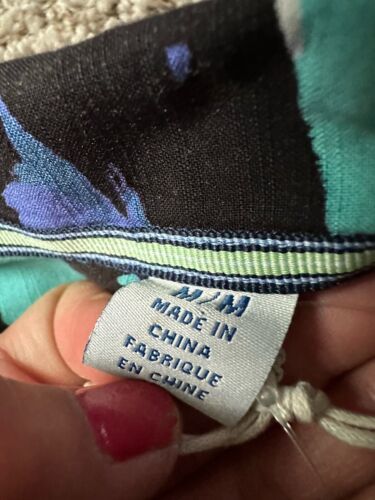 M/M
MADE IN
CHINA
FABRIQUE
EN CHINE